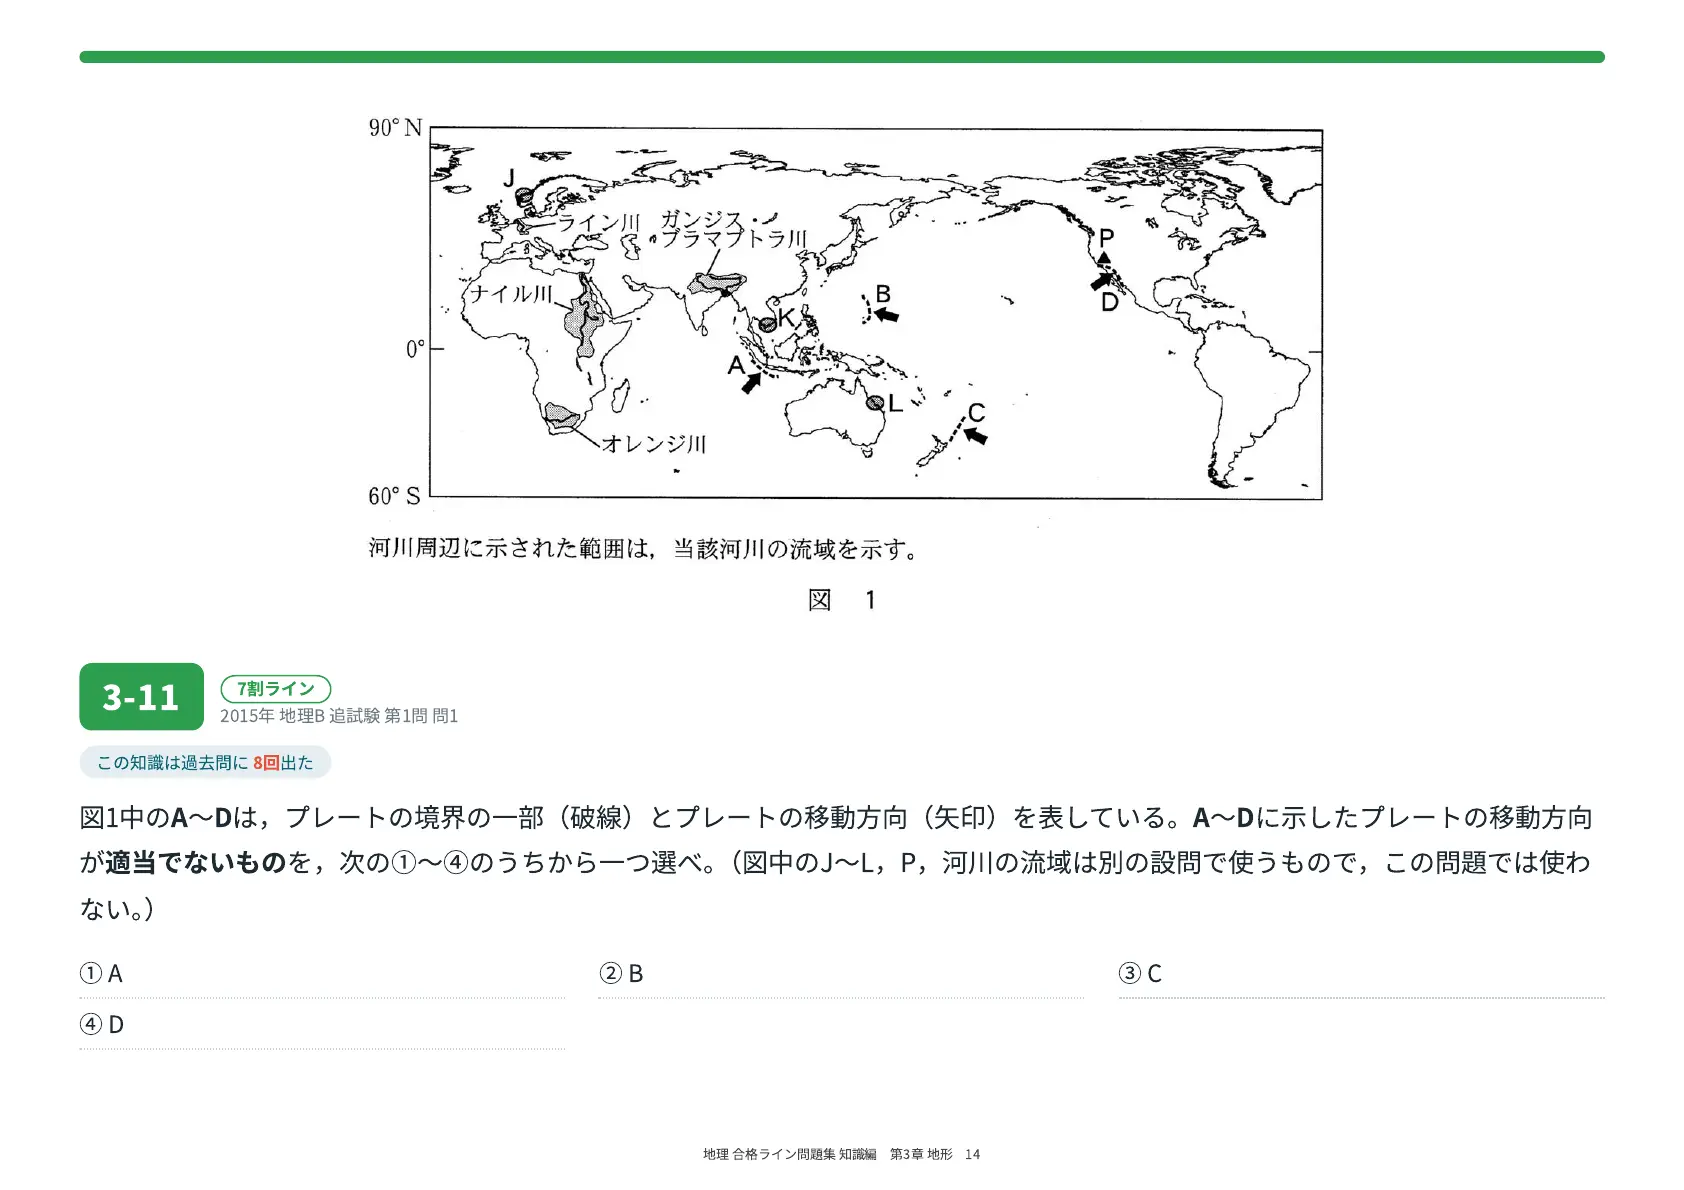 90°N
J
ライン川
ガンジス・
ブラマプトラ川
P
ナイル川
B
D
K
0°
A
L
C
オレンジ川
60°S
河川周辺に示された範囲は，当該河川の流域を示す。
図 1
3-11
7割ライン
2015年 地理B 追試験 第1問 問1
この知識は過去問に 8回出た
図1中のA〜Dは，プレートの境界の一部（破線）とプレートの移動方向（矢印）を表している。A〜Dに示したプレートの移動方向
が適当でないものを，次の①〜④のうちから一つ選べ。（図中のJ〜L，P，河川の流域は別の設問で使うもので，この問題では使わ
ない。）
① A
② B
③ C
④ D
地理 合格ライン問題集 知識編 第3章 地形 14